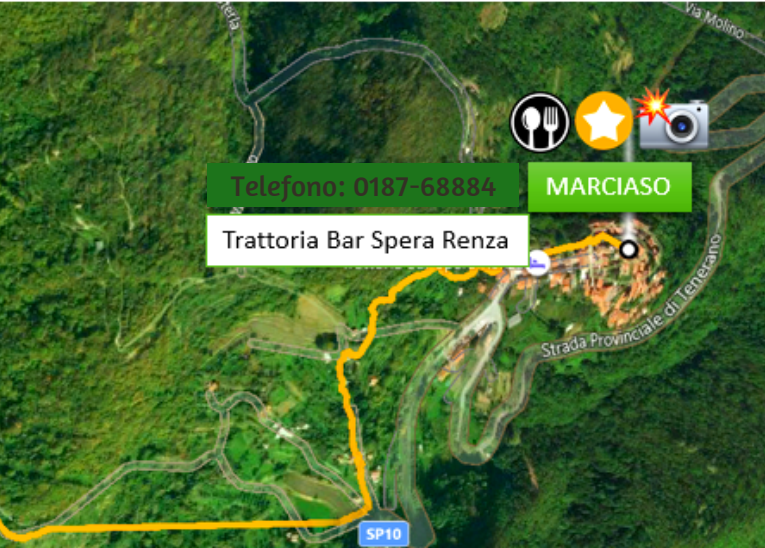 Via Molino
Telefono: 0187-68884
MARCIASO
Trattoria Bar Spera Renza
Strada Provinciale di Tenerano
SP10